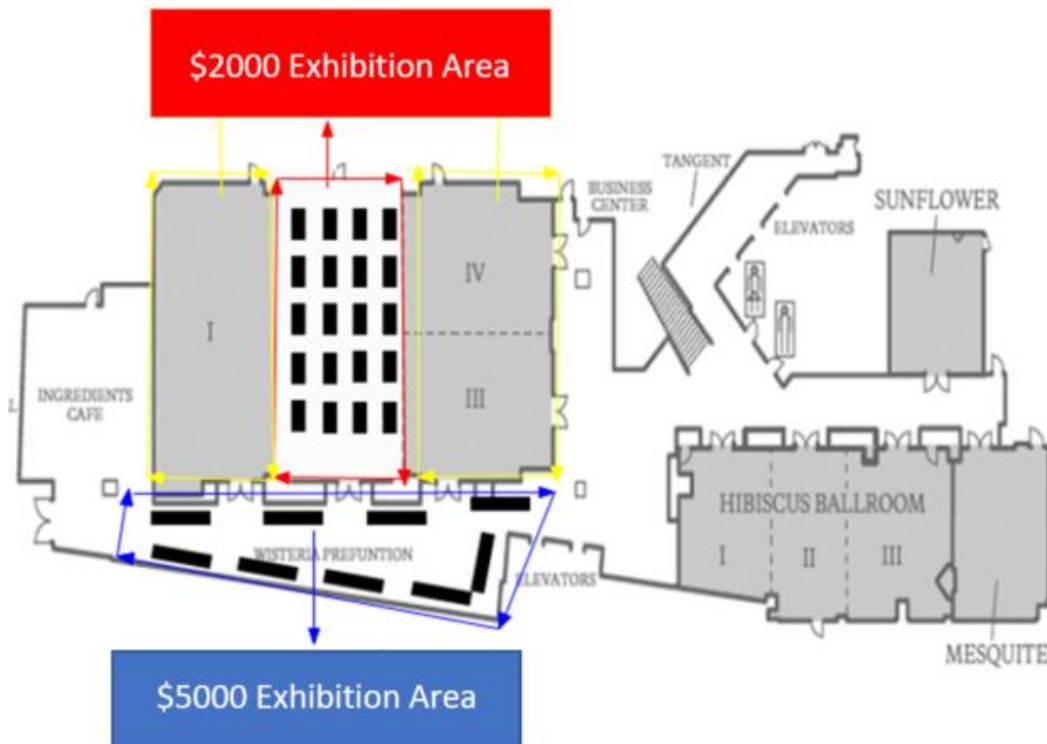 $2000 Exhibition Area
TANGENT
BUSINESS
CENTER
SUNFLOWER
ELEVATORS
IV
I
INGREDIENTS
CAFE
III
HIBISCUS BALLROOM
I
II
III
WISTERIA PREFUNTION
ELEVATORS
MESQUITE
$5000 Exhibition Area